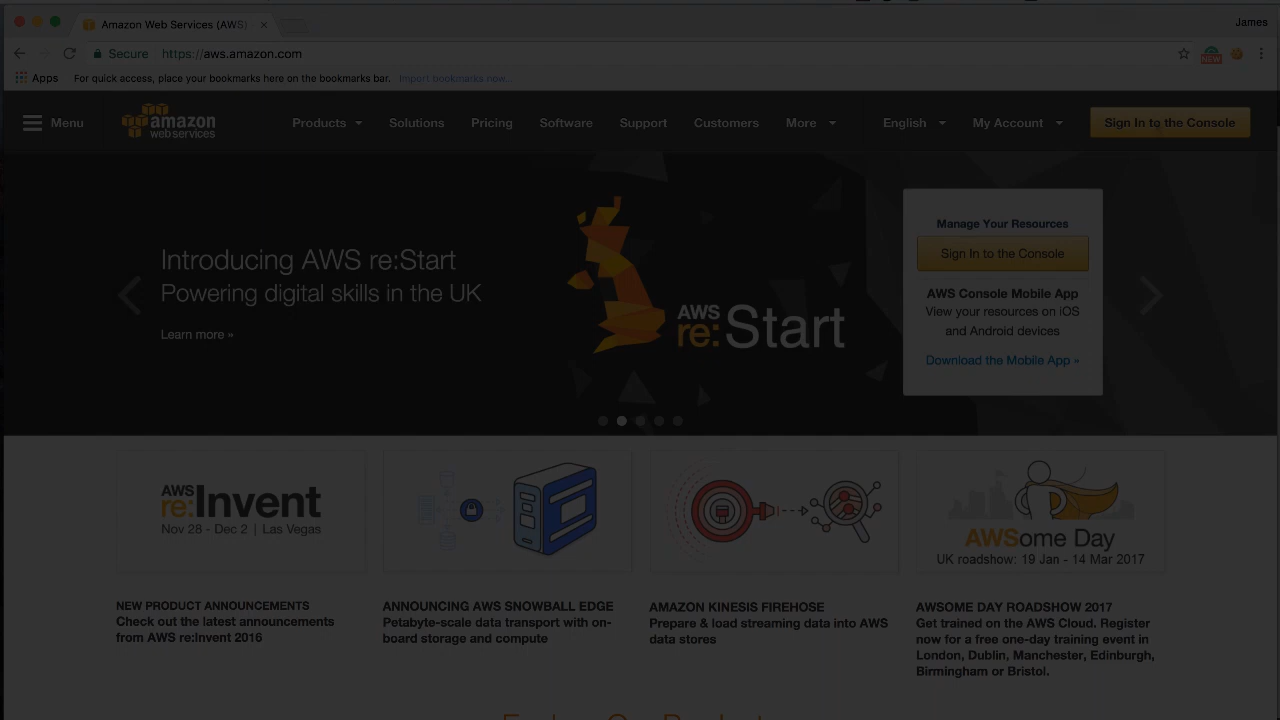 Amazon Web Services (AWS)
James
Secure
https://aws.amazon.com
NEW
Apps
For quick access, place your bookmarks here on the bookmarks bar. Import bookmarks now...
Menu
amazon
webservices
Products
Solutions
Pricing
Software
Support
Customers
More
English
My Account
Sign In to the Console
Introducing AWS re:Start
Powering digital skills in the UK
Learn more »
AWS
re:Start
Manage Your Resources
Sign In to the Console
AWS Console Mobile App
View your resources on iOS
and Android devices
Download the Mobile App »
AWS
re:Invent
Nov 28 - Dec 2 | Las Vegas
AWSome Day
UK roadshow: 19 Jan - 14 Mar 2017
NEW PRODUCT ANNOUNCEMENTS
Check out the latest announcements
from AWS re:Invent 2016
ANNOUNCING AWS SNOWBALL EDGE
Petabyte-scale data transport with on-
board storage and compute
AMAZON KINESIS FIREHOSE
Prepare & load streaming data into AWS
data stores
AWSOME DAY ROADSHOW 2017
Get trained on the AWS Cloud. Register
now for a free one-day training event in
London, Dublin, Manchester, Edinburgh,
Birmingham or Bristol.